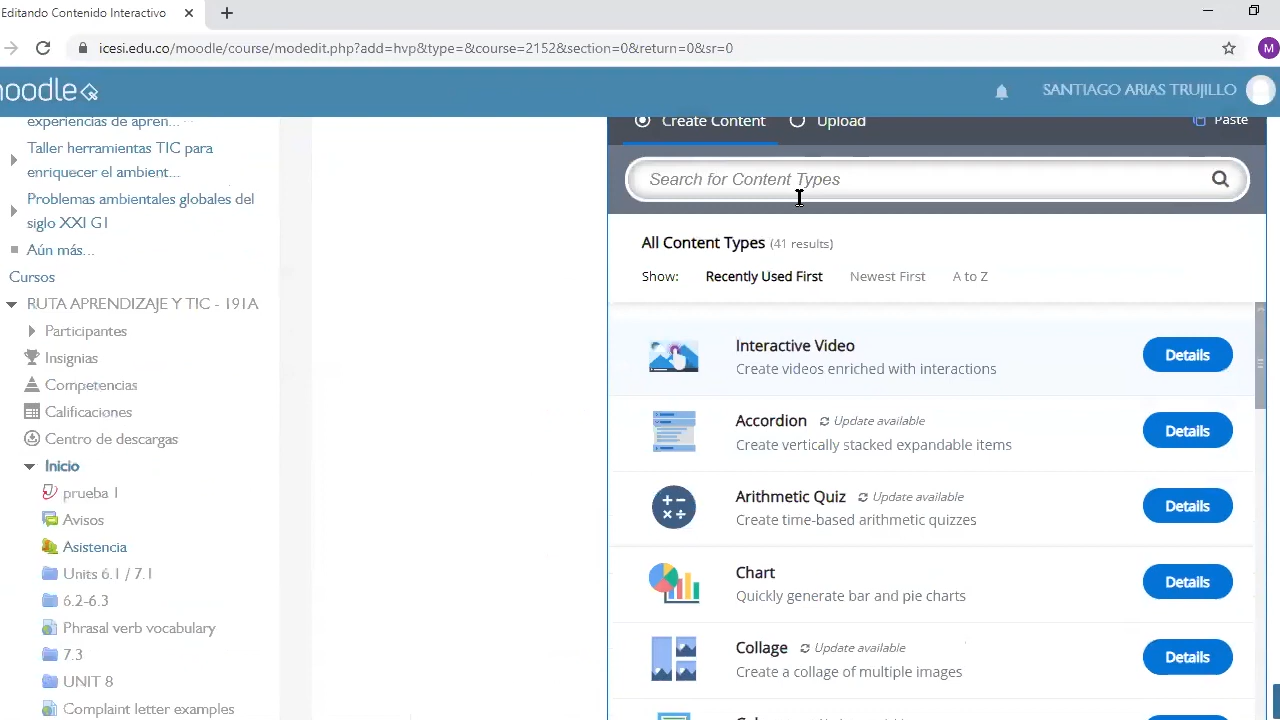 Editando Contenido Interactivo
icesi.edu.co/moodle/course/modedit.php?add=hvp&type=&course=2152&section=0&return=0&sr=0
M
noodle
SANTIAGO ARIAS TRUJILLO
experiencias de apren...
Taller herramientas TIC para
enriquecer el ambient...
Problemas ambientales globales del
siglo XXI G1
Aún más...
Cursos
RUTA APRENDIZAJE Y TIC - 191A
Participantes
Insignias
Competencias
Calificaciones
Centro de descargas
Inicio
prueba 1
Avisos
Asistencia
Units 6.1 / 7.1
6.2-6.3
Phrasal verb vocabulary
7.3
UNIT 8
Complaint letter examples
Create Content
Upload
Paste
Search for Content Types
All Content Types (41 results)
Show: Recently Used First Newest First A to Z
Interactive Video
Create videos enriched with interactions
Details
Accordion Update available
Create vertically stacked expandable items
Details
Arithmetic Quiz Update available
Create time-based arithmetic quizzes
Details
Chart
Quickly generate bar and pie charts
Details
Collage Update available
Create a collage of multiple images
Details